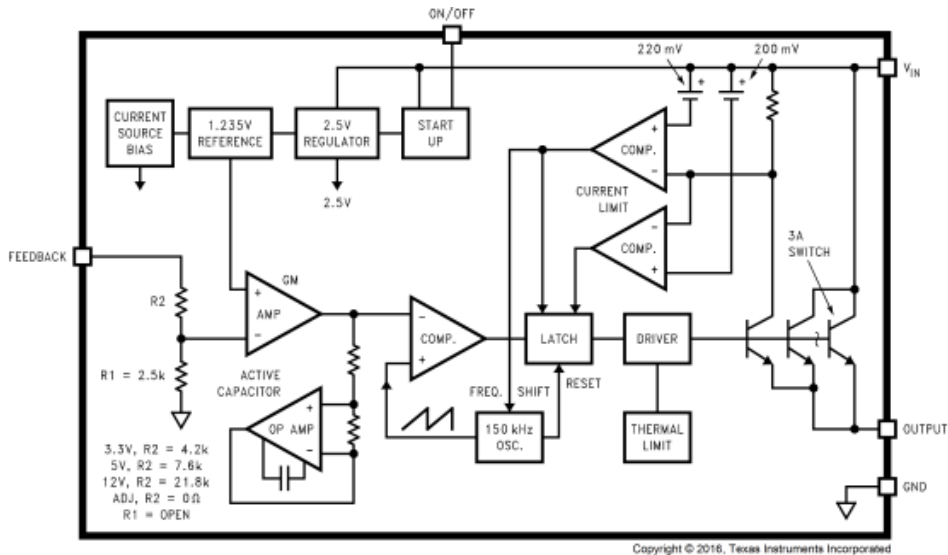 ON/OFF
220 mV
200 mV
+
+
VIN
CURRENT
SOURCE
BIAS
1.235V
REFERENCE
2.5V
REGULATOR
START
UP
+
COMP.
−
2.5V
CURRENT
LIMIT
−
COMP.
+
3A
SWITCH
FEEDBACK
GM
R2
+
AMP
−
−
COMP.
+
LATCH
DRIVER
R1 = 2.5k
ACTIVE
CAPACITOR
FREQ. SHIFT
RESET
+
OP AMP
−
150 kHz
OSC.
THERMAL
LIMIT
OUTPUT
3.3V, R2 = 4.2k
5V, R2 = 7.6k
12V, R2 = 21.8k
ADJ, R2 = 0Ω
R1 = OPEN
GND
Copyright © 2016, Texas Instruments Incorporated